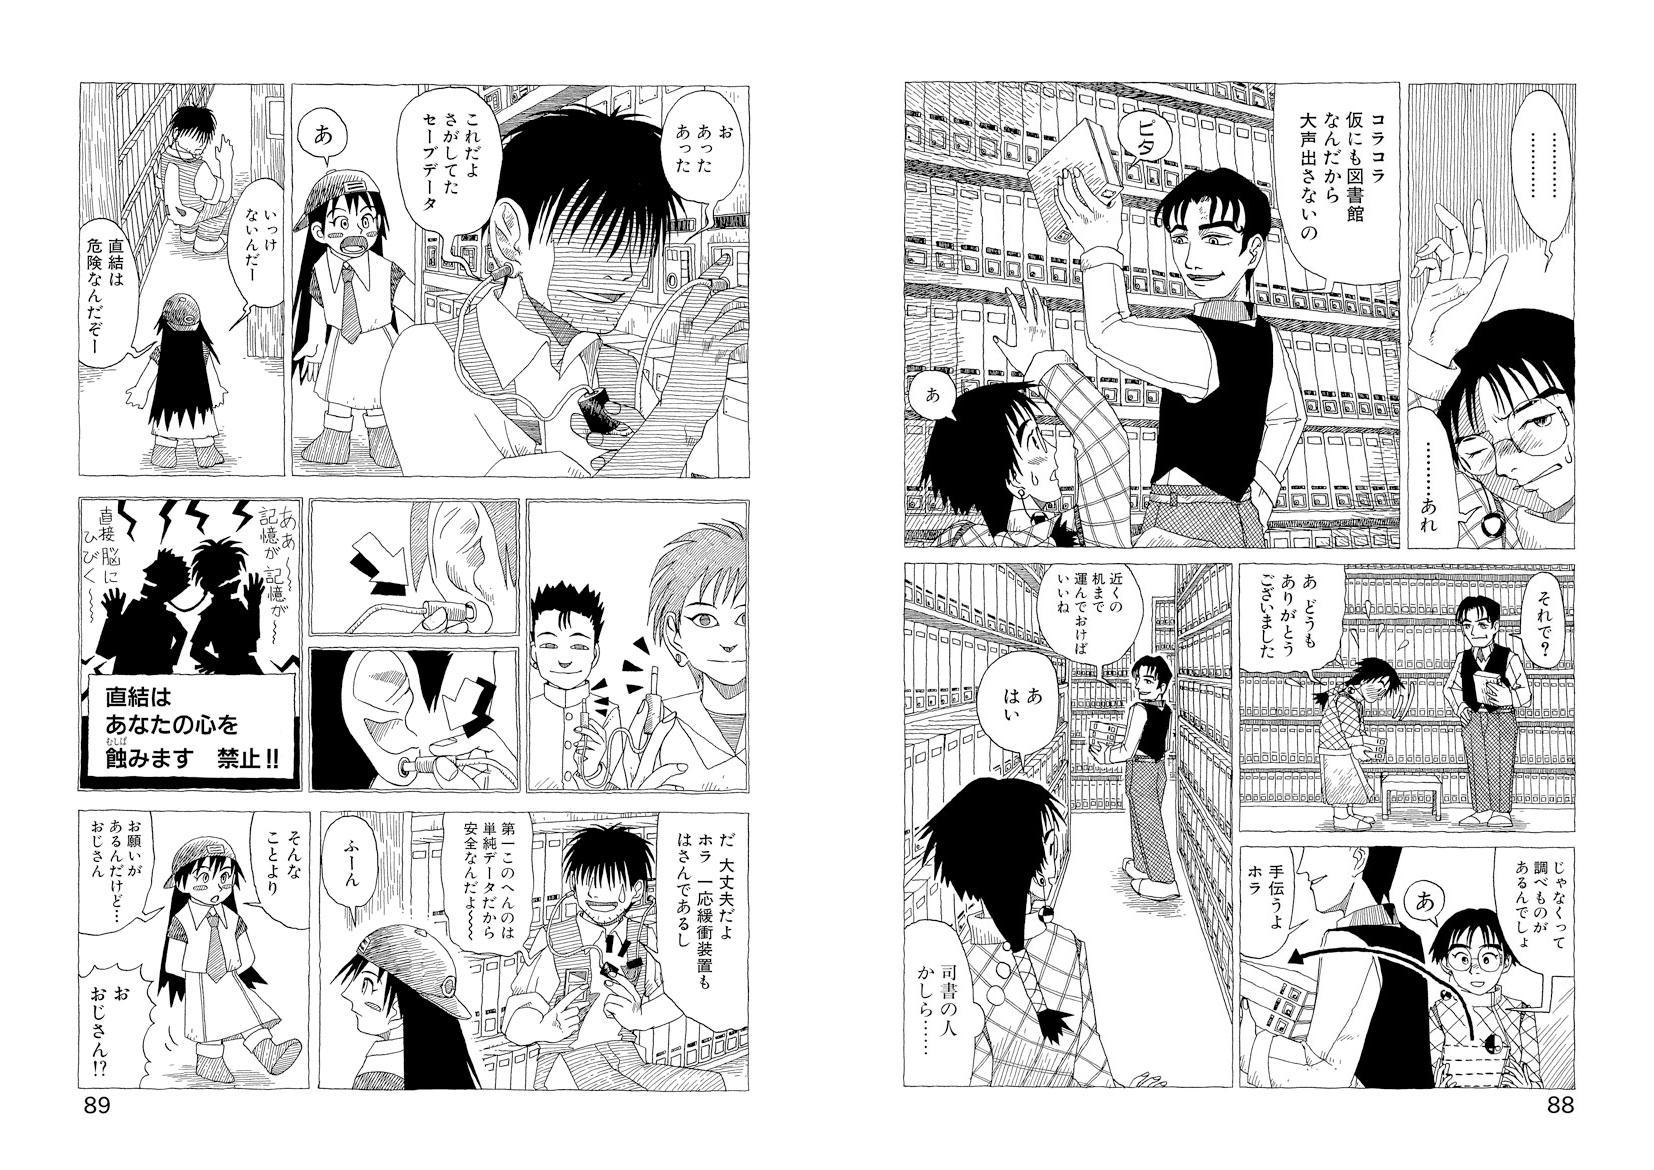 …………
…………
………あれ
コラコラ
仮にも図書館
なんだから
大声出さないの
ピタ
あ
それで?
あ どうも
ありがとう
ございました
近くの
机まで
運んでおけば
いいね
あ
はい
司書の人
かしら……
じゃなくって
調べものが
あるんでしょ
あ
手伝うよ
ホラ
88
お
あった
あった
これだよ
さがしてた
セーブデータ
あ
いっけ
ないんだー
直結は
危険なんだぞー
ああ〜〜
記憶が 記憶が〜〜
直接 脳に
ひびく〜〜
直結は
あなたの心を
むしば
蝕みます 禁止!!
だ 大丈夫だよ
ホラ 一応緩衝装置も
はさんであるし
第一このへんのは
単純データだから
安全なんだよ〜〜
ふーん
そんな
ことより
お願いが
あるんだけど…
おじさん
お
おじさん!?
89